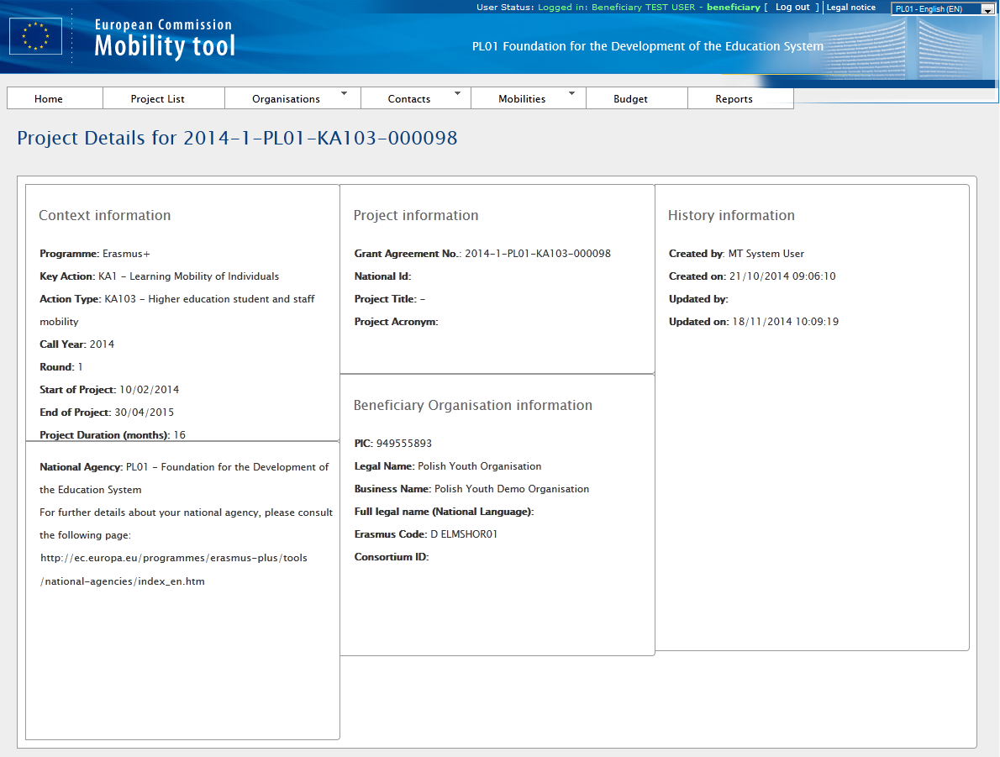 User Status: Logged in: Beneficiary TEST USER - beneficiary [ Log out ] Legal notice PL01 - English (EN)
European Commission
Mobility tool
PL01 Foundation for the Development of the Education System
Home Project List Organisations Contacts Mobilities Budget Reports
Project Details for 2014-1-PL01-KA103-000098
Context information
Programme: Erasmus+
Key Action: KA1 - Learning Mobility of Individuals
Action Type: KA103 - Higher education student and staff
mobility
Call Year: 2014
Round: 1
Start of Project: 10/02/2014
End of Project: 30/04/2015
Project Duration (months): 16
National Agency: PL01 - Foundation for the Development of
the Education System
For further details about your national agency, please consult
the following page:
http://ec.europa.eu/programmes/erasmus-plus/tools
/national-agencies/index_en.htm
Project information
Grant Agreement No.: 2014-1-PL01-KA103-000098
National Id:
Project Title: -
Project Acronym:
Beneficiary Organisation information
PIC: 949555893
Legal Name: Polish Youth Organisation
Business Name: Polish Youth Demo Organisation
Full legal name (National Language):
Erasmus Code: D ELMSHOR01
Consortium ID:
History information
Created by: MT System User
Created on: 21/10/2014 09:06:10
Updated by:
Updated on: 18/11/2014 10:09:19